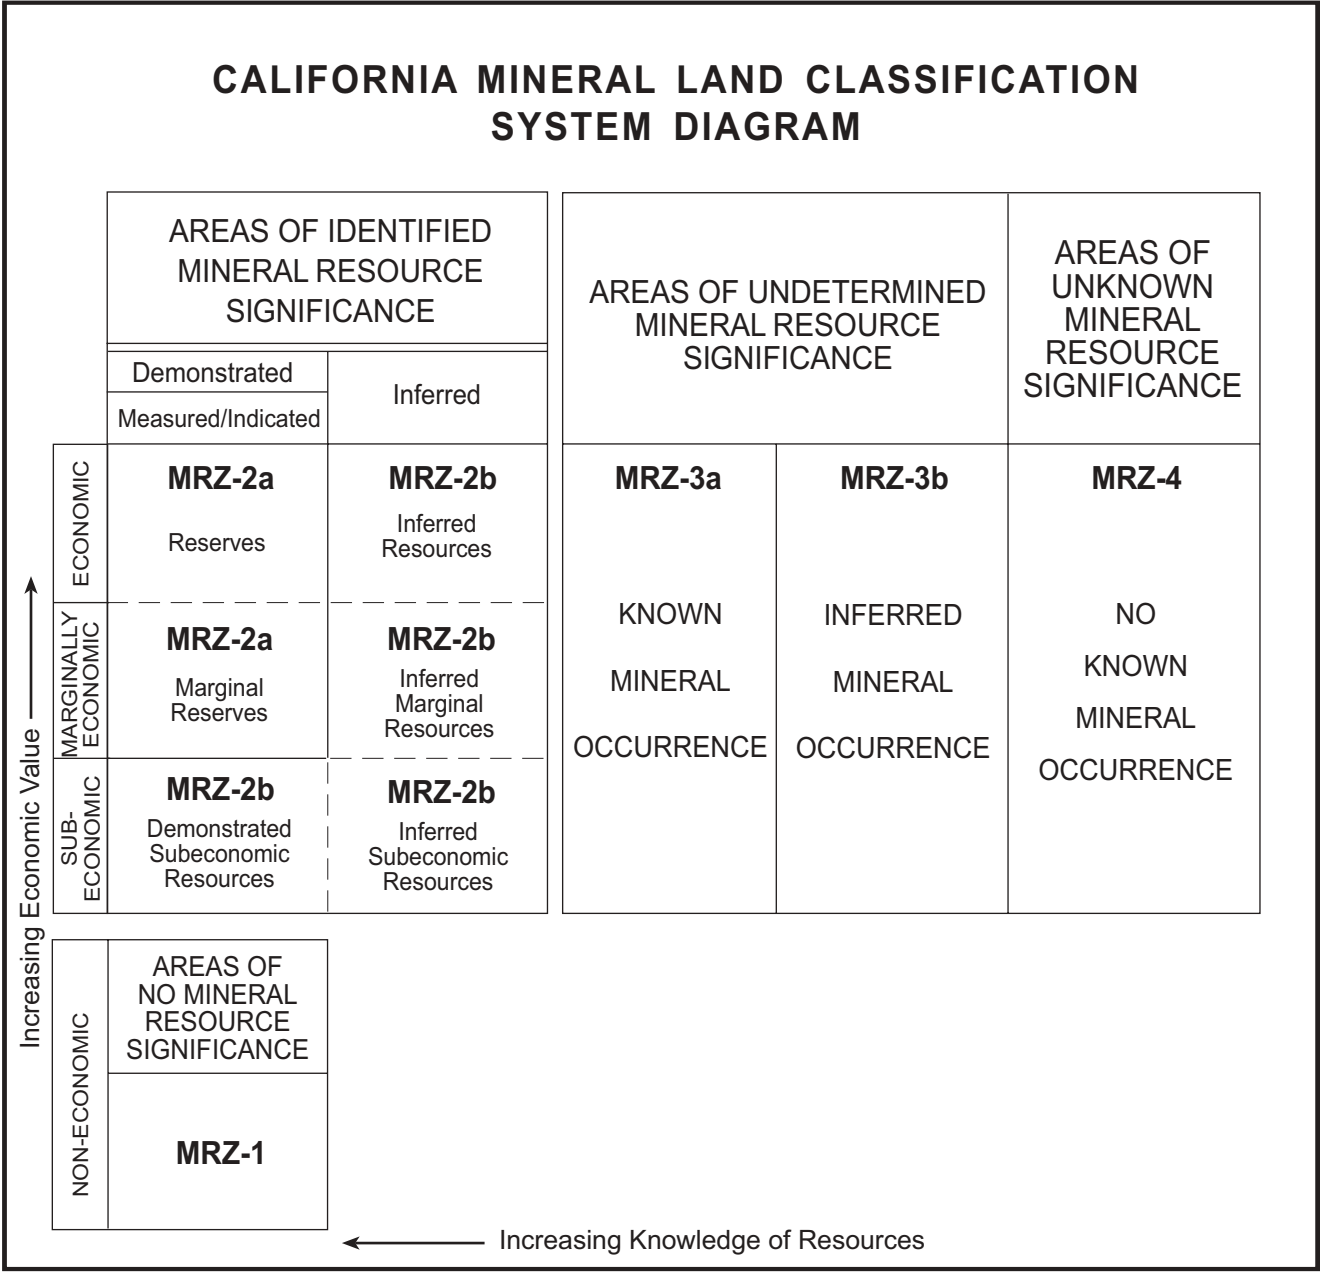 CALIFORNIA MINERAL LAND CLASSIFICATION
SYSTEM DIAGRAM
AREAS OF IDENTIFIED
MINERAL RESOURCE
SIGNIFICANCE
Demonstrated
Measured/Indicated
Inferred
AREAS OF UNDETERMINED
MINERAL RESOURCE
SIGNIFICANCE
AREAS OF
UNKNOWN
MINERAL
RESOURCE
SIGNIFICANCE
ECONOMIC
MRZ-2a
Reserves
MRZ-2b
Inferred
Resources
MARGINALLY
ECONOMIC
MRZ-2a
Marginal
Reserves
MRZ-2b
Inferred
Marginal
Resources
SUB-
ECONOMIC
MRZ-2b
Demonstrated
Subeconomic
Resources
MRZ-2b
Inferred
Subeconomic
Resources
MRZ-3a
KNOWN
MINERAL
OCCURRENCE
MRZ-3b
INFERRED
MINERAL
OCCURRENCE
MRZ-4
NO
KNOWN
MINERAL
OCCURRENCE
Increasing Economic Value
NON-ECONOMIC
AREAS OF
NO MINERAL
RESOURCE
SIGNIFICANCE
MRZ-1
Increasing Knowledge of Resources